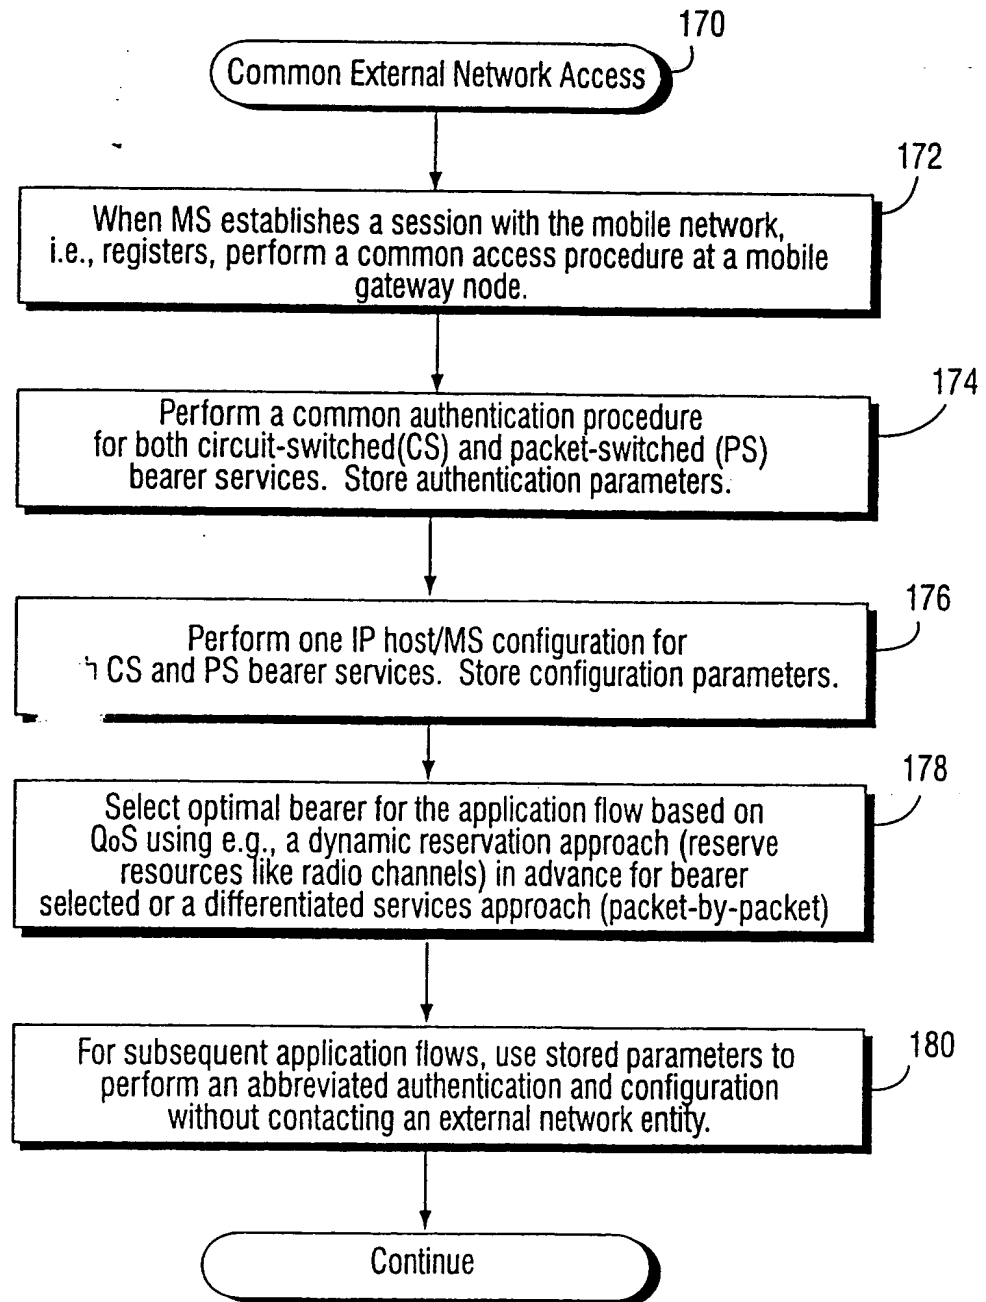 170
Common External Network Access
172
When MS establishes a session with the mobile network,
i.e., registers, perform a common access procedure at a mobile
gateway node.
174
Perform a common authentication procedure
for both circuit-switched(CS) and packet-switched (PS)
bearer services. Store authentication parameters.
176
Perform one IP host/MS configuration for
CS and PS bearer services. Store configuration parameters.
178
Select optimal bearer for the application flow based on
QoS using e.g., a dynamic reservation approach (reserve
resources like radio channels) in advance for bearer
selected or a differentiated services approach (packet-by-packet)
180
For subsequent application flows, use stored parameters to
perform an abbreviated authentication and configuration
without contacting an external network entity.
Continue